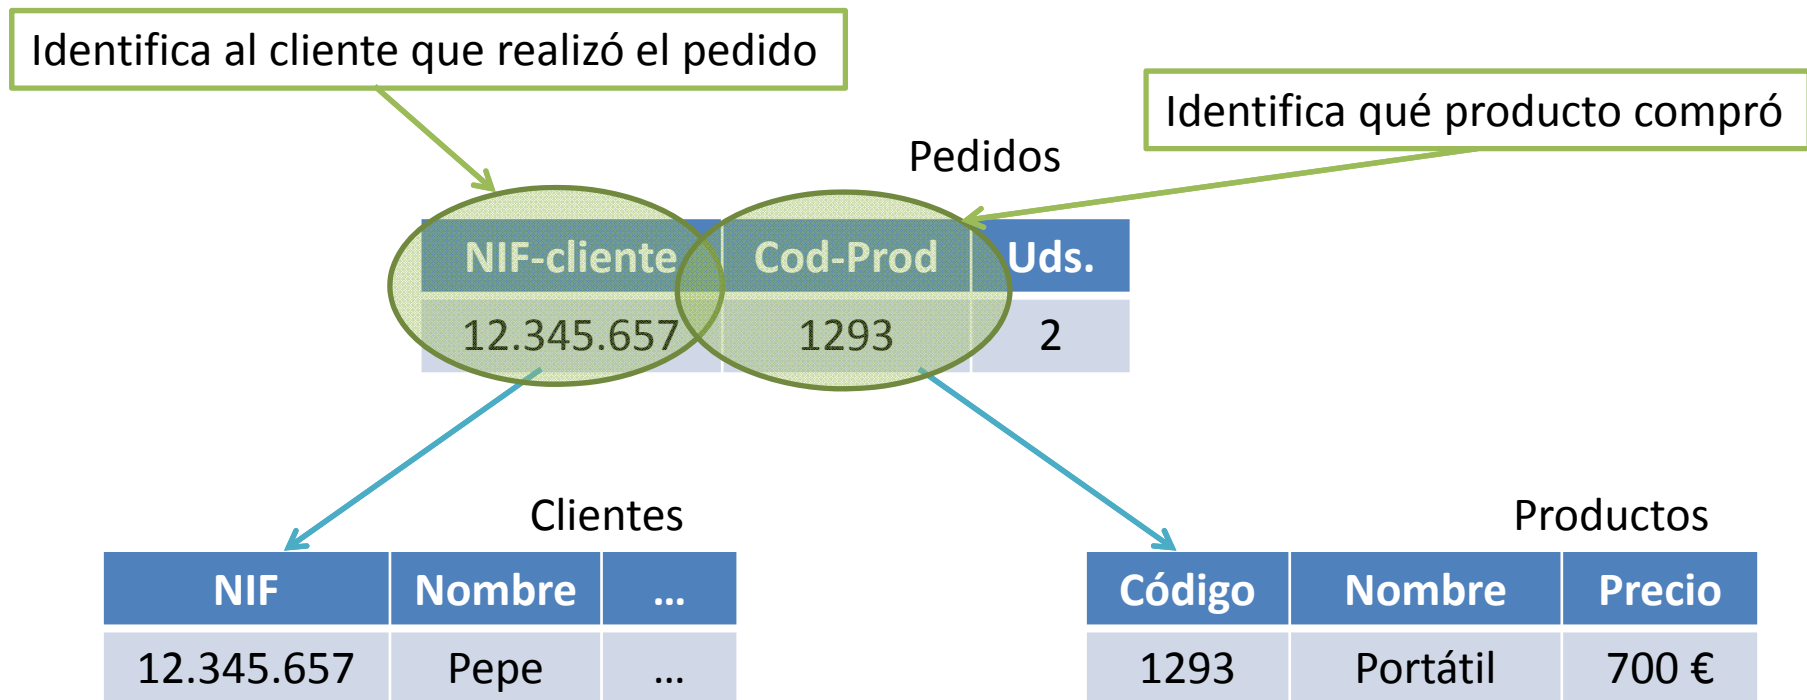 Identifica al cliente que realizó el pedido
Identifica qué producto compró
Pedidos
NIF-cliente Cod-Prod Uds.
12.345.657 1293 2
Clientes
NIF Nombre ...
12.345.657 Pepe ...
Productos
Código Nombre Precio
1293 Portátil 700 €